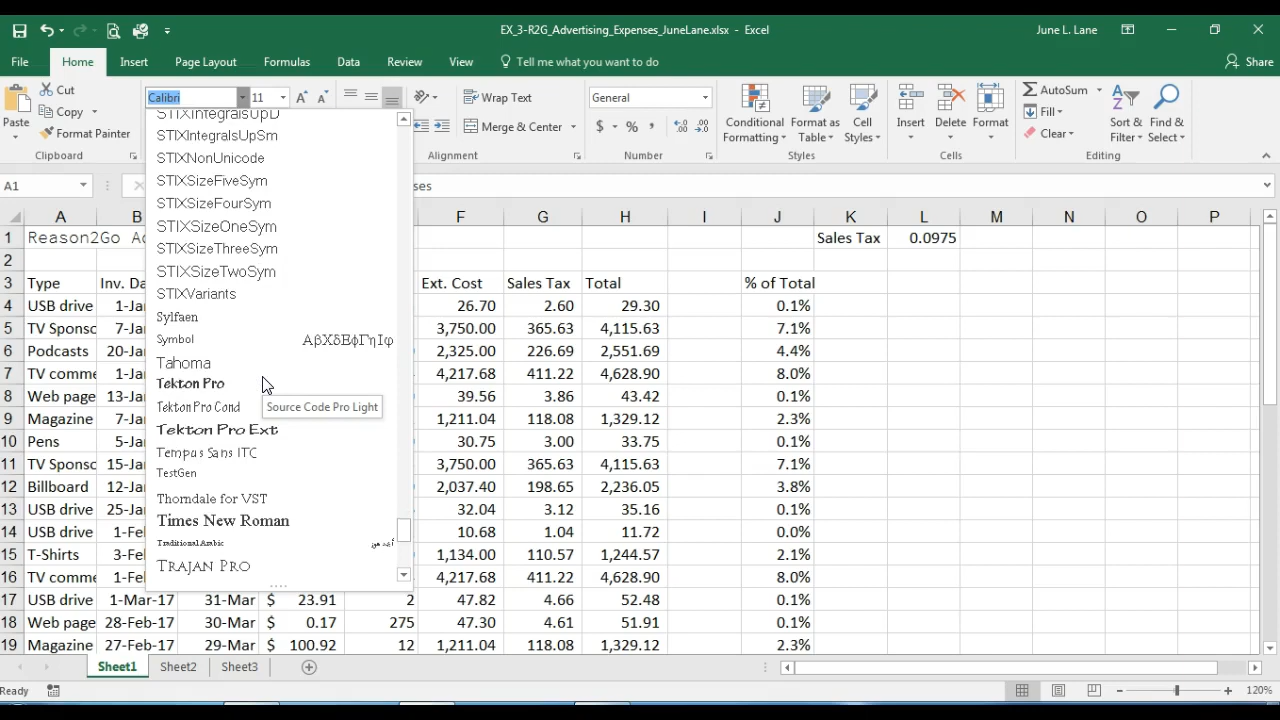 EX_3-R2G_Advertising_Expenses_JuneLane.xlsx - Excel
June L. Lane
File Home Insert Page Layout Formulas Data Review View Tell me what you want to do Share
Paste
Cut
Copy
Format Painter
Clipboard
Calibri 11
Wrap Text
Merge & Center
Alignment
General
$ % ,
Number
Conditional Formatting
Format as Table
Cell Styles
Styles
Insert Delete Format
Cells
AutoSum
Fill
Clear
Sort & Filter
Find & Select
Editing
A1
ses
STIXIntegralsUpD
STIXIntegralsUpSm
STIXNonUnicode
STIXSizeFiveSym
STIXSizeFourSym
STIXSizeOneSym
STIXSizeThreeSym
STIXSizeTwoSym
STIXVariants
Sylfaen
Symbol ΑβΧδΕφΓηΙφ
Tahoma
Tekton Pro
Tekton Pro Cond
Source Code Pro Light
Tekton Pro Ext
Tempus Sans ITC
TestGen
Thorndale for VST
Times New Roman
Traditional Arabic
TRAJAN PRO
A B F G H I J K L M N O P
1 Reason2Go Ad Sales Tax 0.0975
2
3 Type Inv. Da Ext. Cost Sales Tax Total % of Total
4 USB drive 1-Jan 26.70 2.60 29.30 0.1%
5 TV Sponso 7-Jan 3,750.00 365.63 4,115.63 7.1%
6 Podcasts 20-Jan 2,325.00 226.69 2,551.69 4.4%
7 TV comme 1-Jan 4,217.68 411.22 4,628.90 8.0%
8 Web page 13-Jan 39.56 3.86 43.42 0.1%
9 Magazine 7-Jan 1,211.04 118.08 1,329.12 2.3%
10 Pens 5-Jan 30.75 3.00 33.75 0.1%
11 TV Sponso 15-Jan 3,750.00 365.63 4,115.63 7.1%
12 Billboard 12-Jan 2,037.40 198.65 2,236.05 3.8%
13 USB drive 25-Jan 32.04 3.12 35.16 0.1%
14 USB drive 1-Feb 10.68 1.04 11.72 0.0%
15 T-Shirts 3-Feb 1,134.00 110.57 1,244.57 2.1%
16 TV comme 1-Feb 4,217.68 411.22 4,628.90 8.0%
17 USB drive 1-Mar-17 31-Mar $ 23.91 2 47.82 4.66 52.48 0.1%
18 Web page 28-Feb-17 30-Mar $ 0.17 275 47.30 4.61 51.91 0.1%
19 Magazine 27-Feb-17 29-Mar $ 100.92 12 1,211.04 118.08 1,329.12 2.3%
Sheet1 Sheet2 Sheet3
Ready 120%